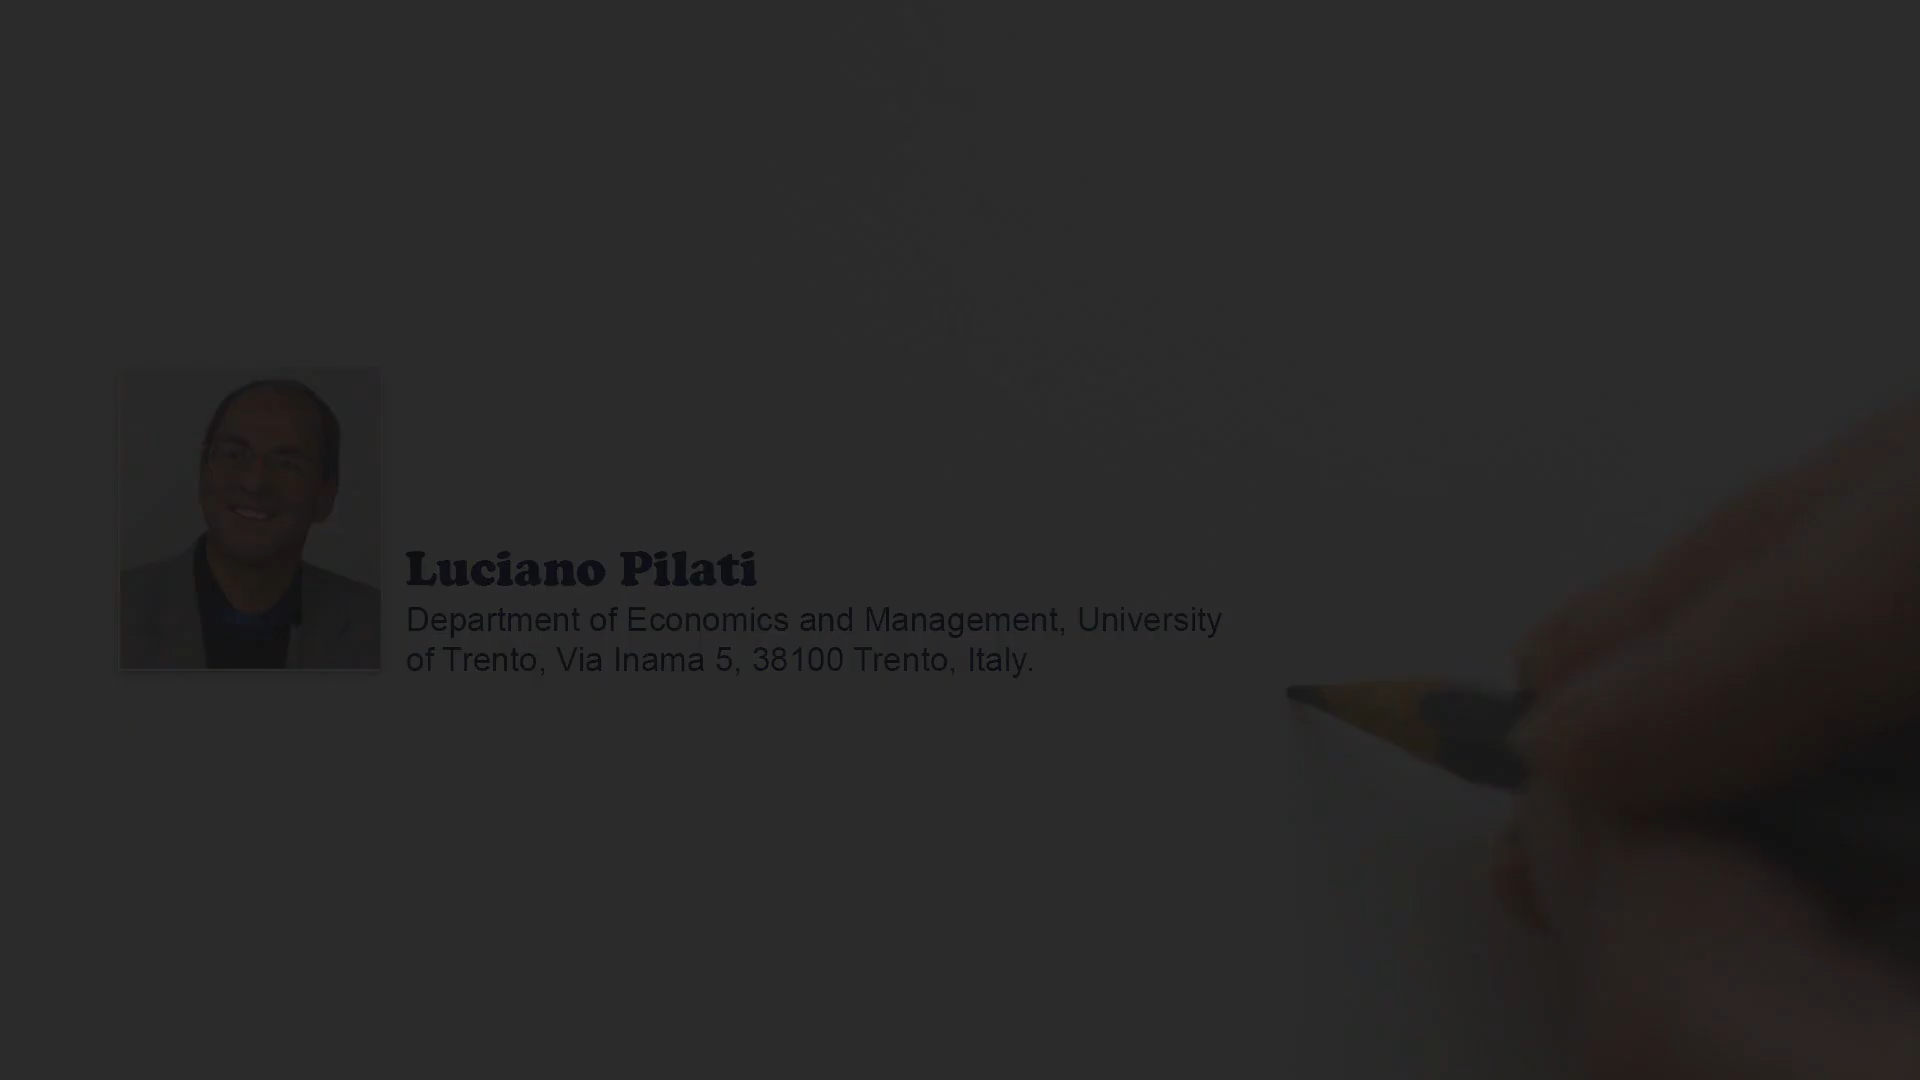 Luciano Pilati
Department of Economics and Management, University
of Trento, Via Inama 5, 38100 Trento, Italy.